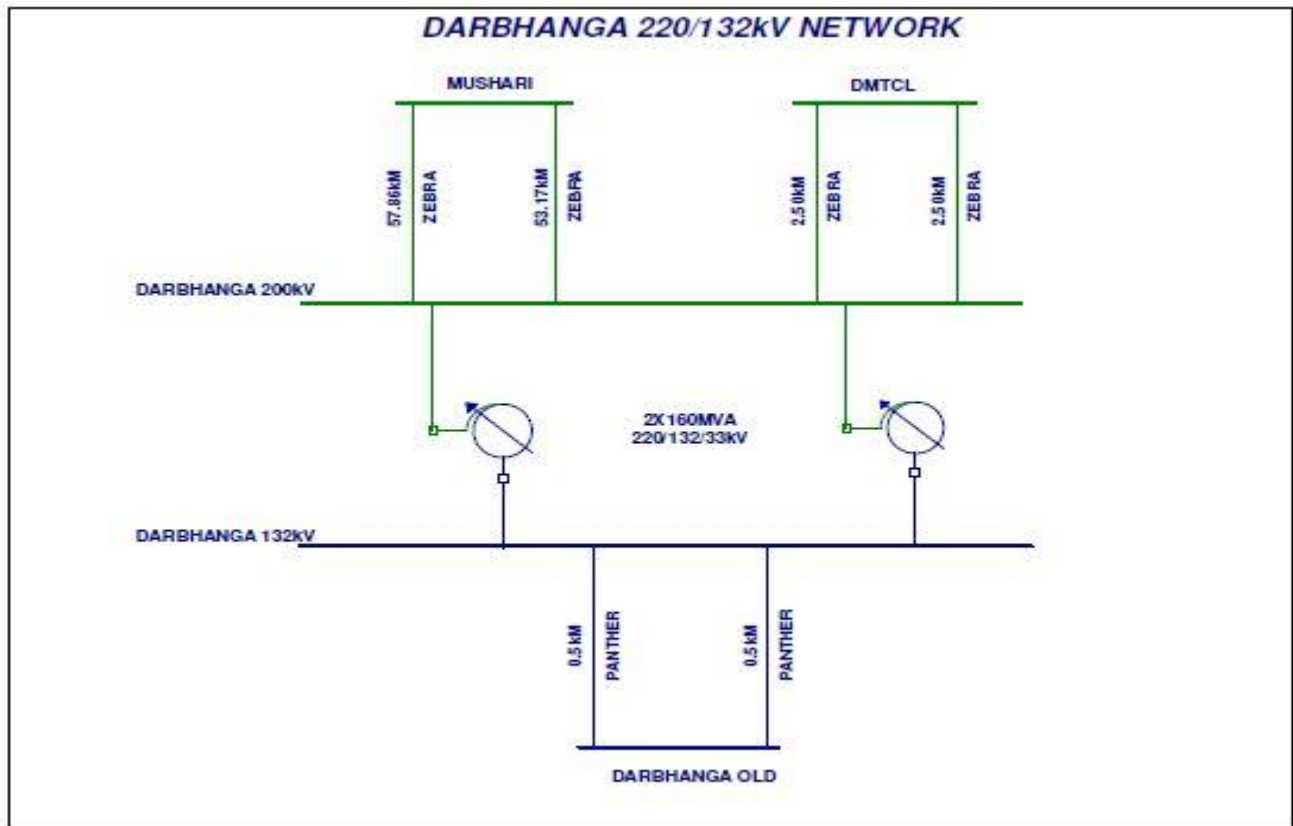 DARBHANGA 220/132kV NETWORK
MUSHARI
DMTCL
57.86kM
ZEBRA
53.17kM
ZEBRA
2.50kM
ZEBRA
2.50kM
ZEBRA
DARBHANGA 200kV
2X160MVA
220/132/33kV
DARBHANGA 132kV
0.5kM
PANTHER
0.5kM
PANTHER
DARBHANGA OLD